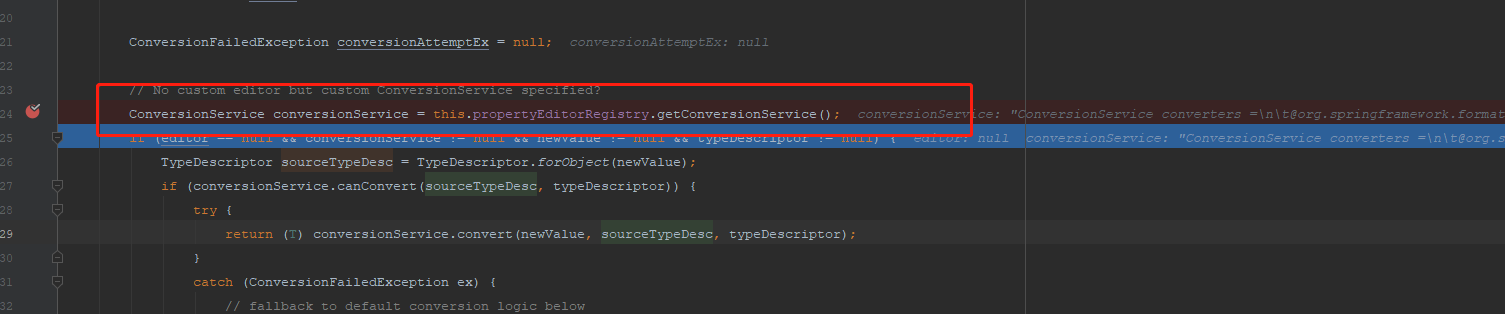 20
21 ConversionFailedException conversionAttemptEx = null; conversionAttemptEx: null
22
23 // No custom editor but custom ConversionService specified?
24 ConversionService conversionService = this.propertyEditorRegistry.getConversionService(); conversionService: "ConversionService converters =\n\t@org.springframework.format
25 if (editor == null && conversionService != null && newValue != null && typeDescriptor != null) { editor: null conversionService: "ConversionService converters =\n\t@org.s
26 TypeDescriptor sourceTypeDesc = TypeDescriptor.forObject(newValue);
27 if (conversionService.canConvert(sourceTypeDesc, typeDescriptor)) {
28 try {
29 return (T) conversionService.convert(newValue, sourceTypeDesc, typeDescriptor);
30 }
31 catch (ConversionFailedException ex) {
32 // fallback to default conversion logic below